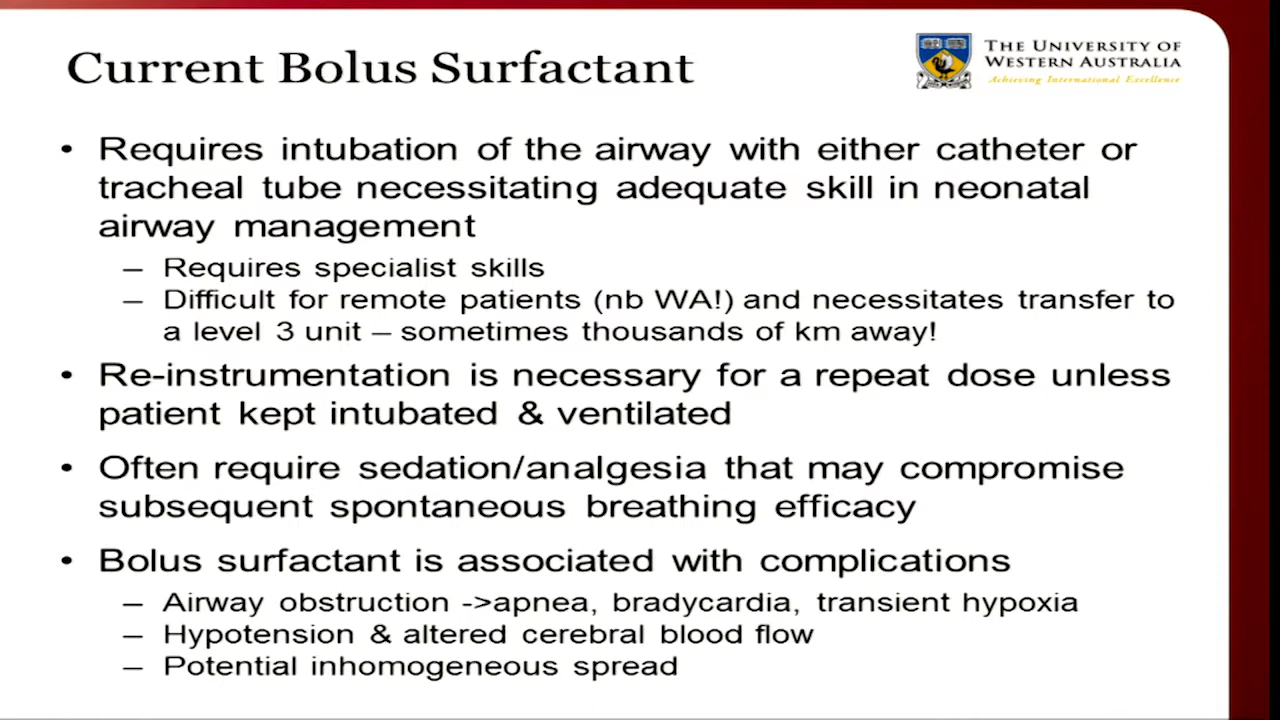 Current Bolus Surfactant
THE UNIVERSITY OF
WESTERN AUSTRALIA
Achieving International Excellence
• Requires intubation of the airway with either catheter or
tracheal tube necessitating adequate skill in neonatal
airway management
– Requires specialist skills
– Difficult for remote patients (nb WA!) and necessitates transfer to
a level 3 unit – sometimes thousands of km away!
• Re-instrumentation is necessary for a repeat dose unless
patient kept intubated & ventilated
• Often require sedation/analgesia that may compromise
subsequent spontaneous breathing efficacy
• Bolus surfactant is associated with complications
– Airway obstruction ->apnea, bradycardia, transient hypoxia
– Hypotension & altered cerebral blood flow
– Potential inhomogeneous spread